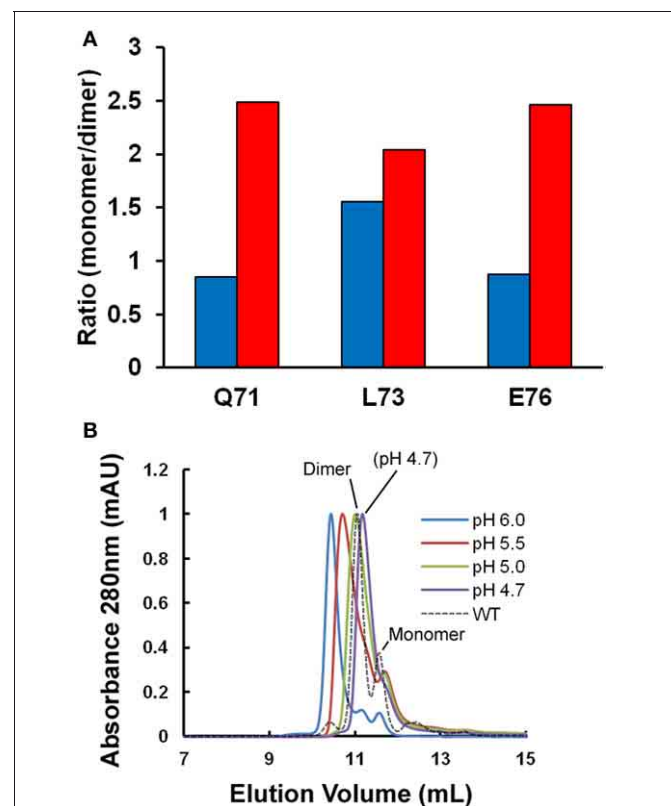 A
Ratio (monomer/dimer)
3
2.5
2
1.5
1
0.5
0
Q71 L73 E76
B
Absorbance 280nm (mAU)
Dimer
(pH 4.7)
Monomer
1.2
1
0.8
0.6
0.4
0.2
0
pH 6.0
pH 5.5
pH 5.0
pH 4.7
WT
7 9 11 13 15
Elution Volume (mL)